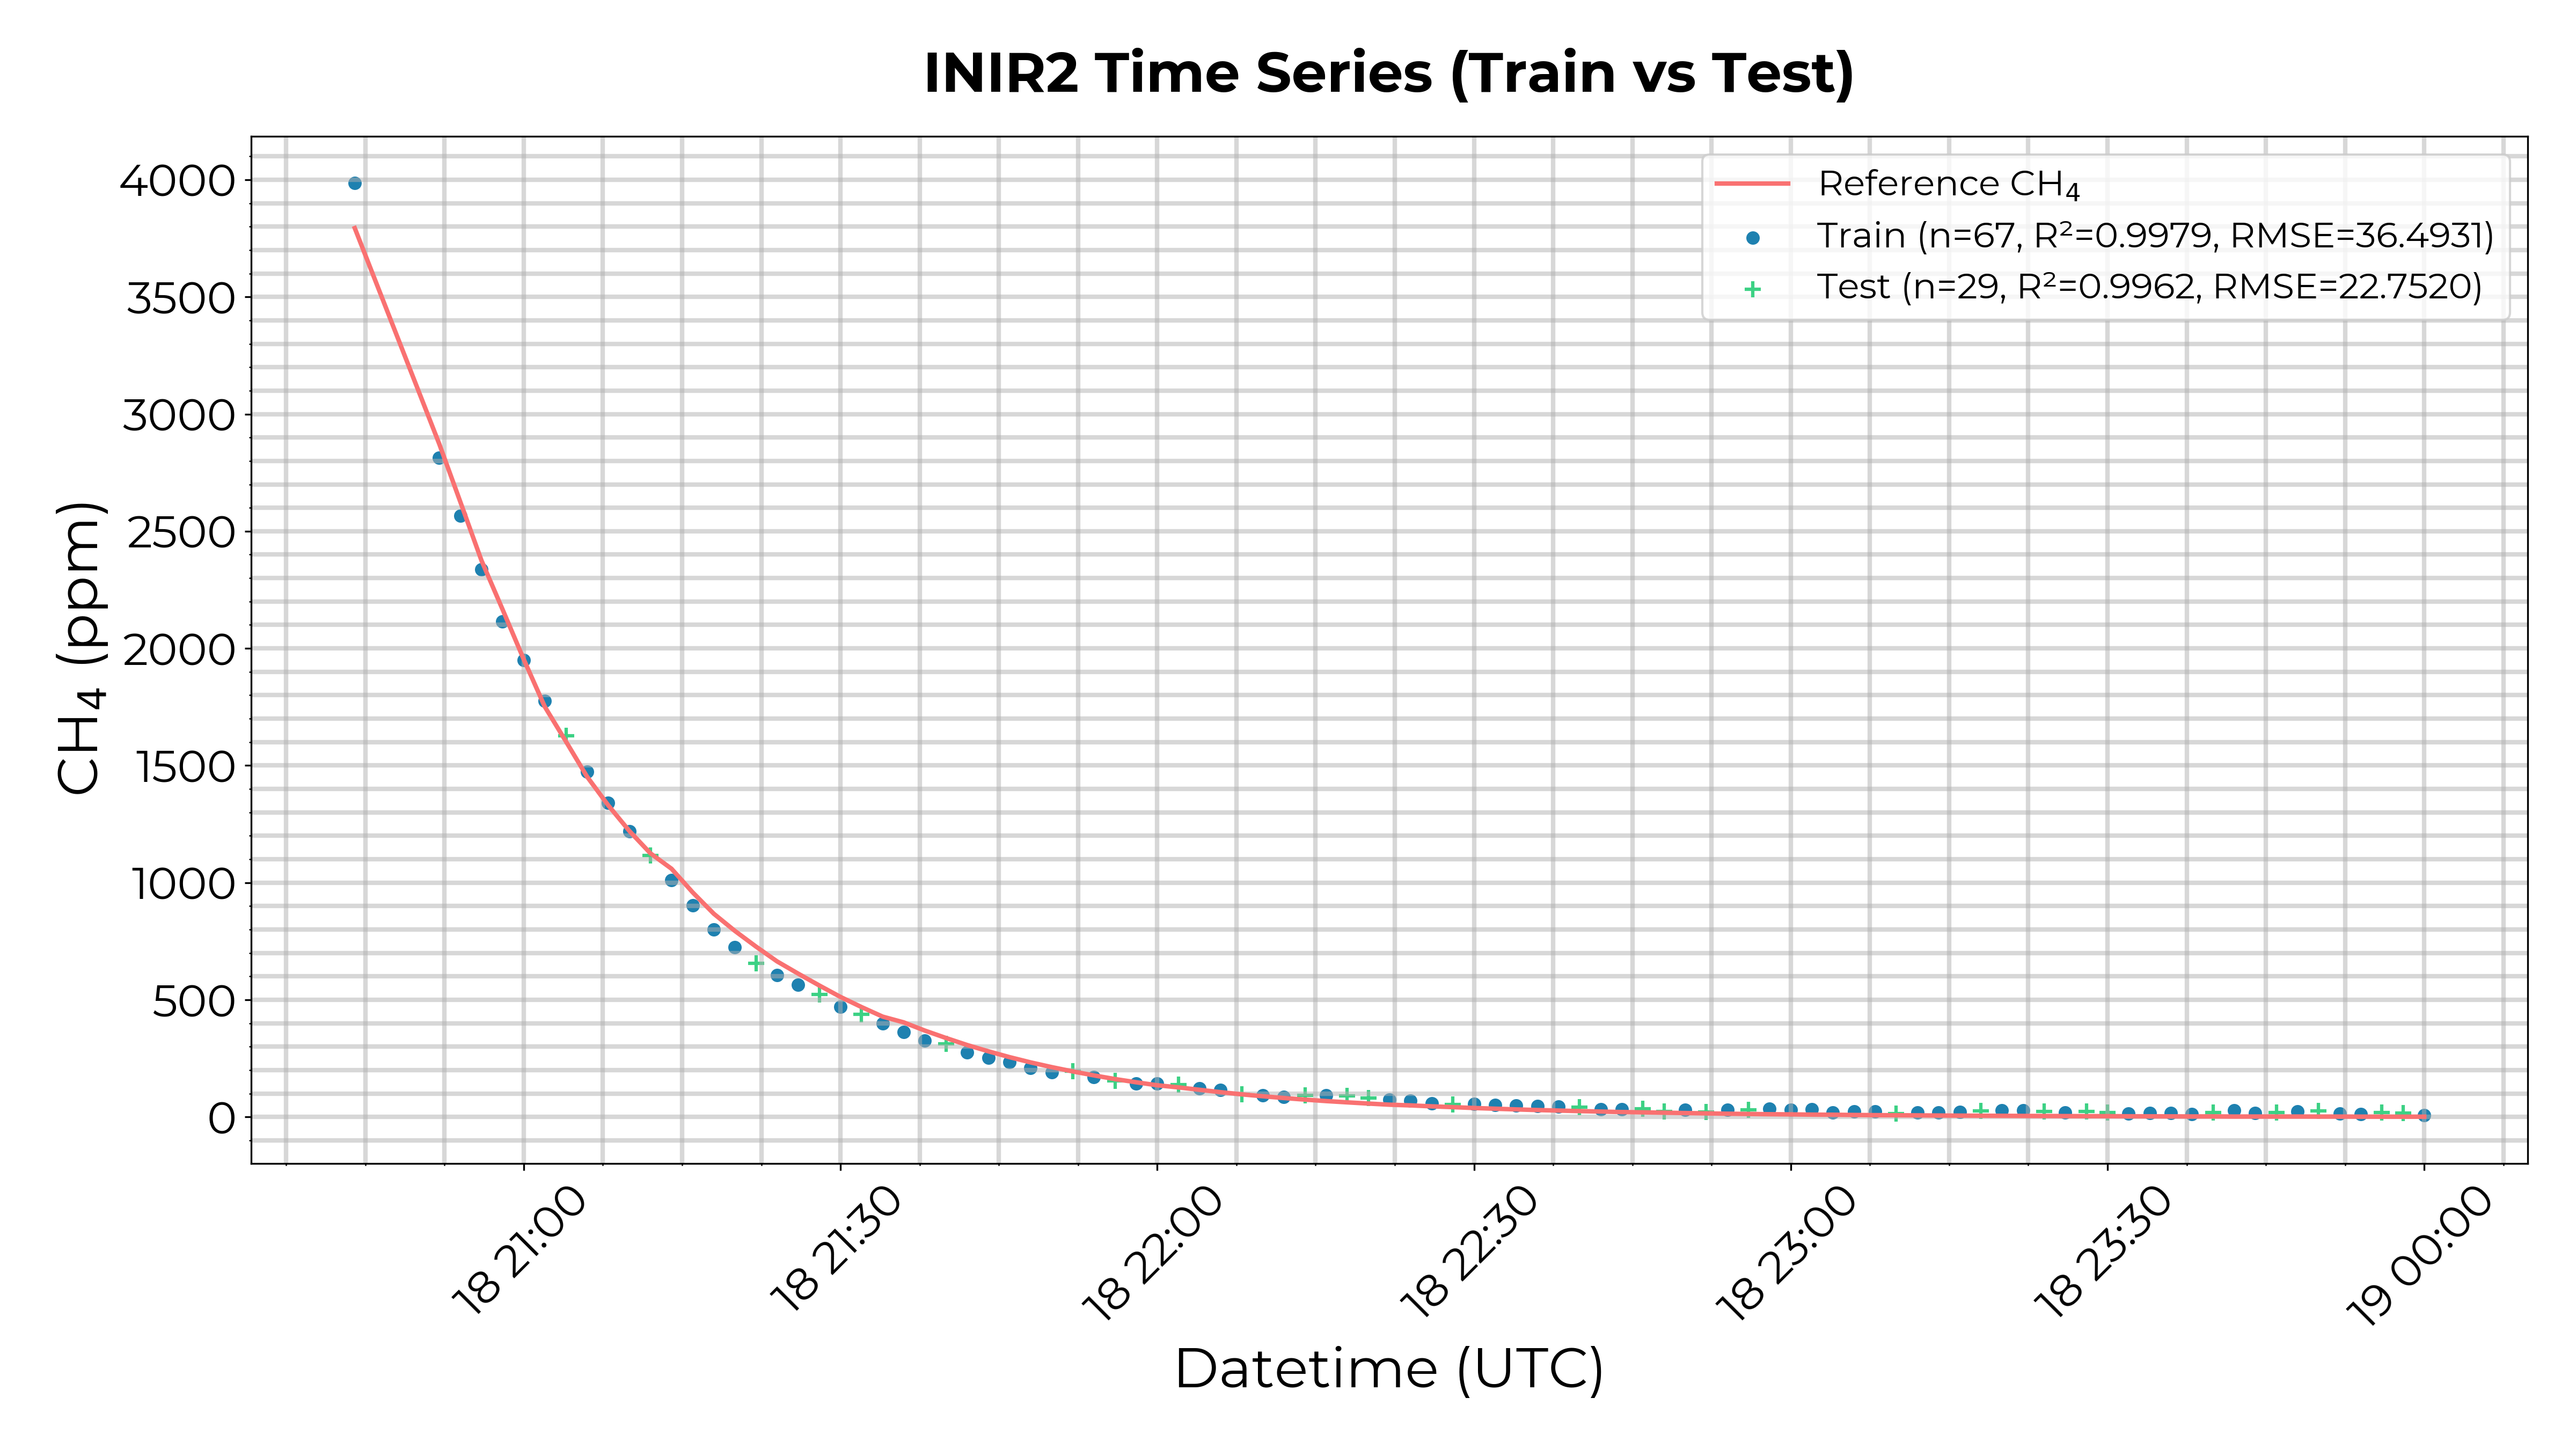 INIR2 Time Series (Train vs Test)
Reference CH₄
Train (n=67, R²=0.9979, RMSE=36.4931)
Test (n=29, R²=0.9962, RMSE=22.7520)
CH₄ (ppm)
4000
3500
3000
2500
2000
1500
1000
500
0
18 21:00
18 21:30
18 22:00
18 22:30
18 23:00
18 23:30
19 00:00
Datetime (UTC)